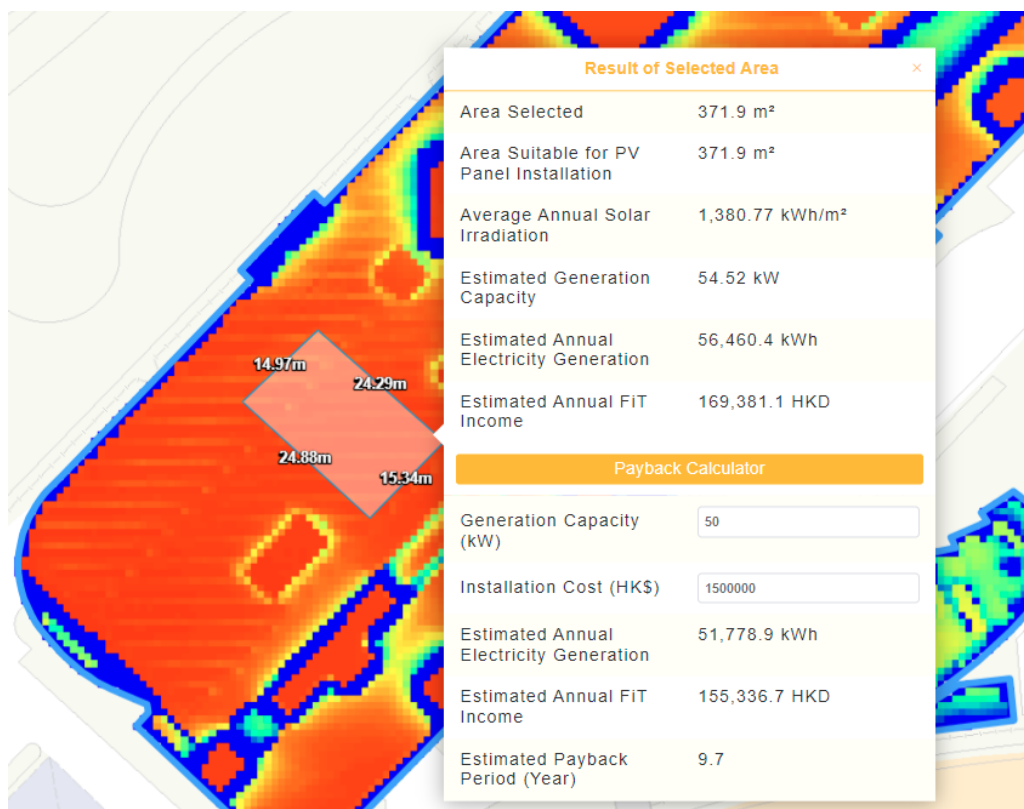 Result of Selected Area ×
Area Selected 371.9 m²
Area Suitable for PV
Panel Installation
371.9 m²
Average Annual Solar
Irradiation
1,380.77 kWh/m²
Estimated Generation
Capacity
54.52 kW
Estimated Annual
Electricity Generation
56,460.4 kWh
Estimated Annual FiT
Income
169,381.1 HKD
Payback Calculator
Generation Capacity
(kW)
50
Installation Cost (HK$) 1500000
Estimated Annual
Electricity Generation
51,778.9 kWh
Estimated Annual FiT
Income
155,336.7 HKD
Estimated Payback
Period (Year)
9.7
14.97m
24.29m
24.88m
15.34m